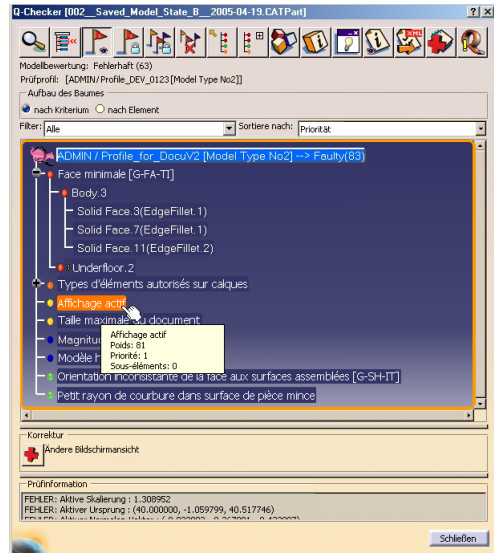 Q-Checker [002__Saved_Model_State_B__2005-04-19.CATPart]
Modellbewertung: Fehlerhaft (63)
Prüfprofil: [ADMIN/Profile_DEV_0123[Model Type No2]]
Aufbau des Baumes
nach Kriterium nach Element
Filter: Alle Sortiere nach: Priorität
ADMIN / Profile_for_DocuV2 [Model Type No2] --> Faulty(83)
Face minimale [G-FA-TI]
Body.3
Solid Face.3(EdgeFillet.1)
Solid Face.7(EdgeFillet.1)
Solid Face.11(EdgeFillet.2)
Underfloor.2
Types d'éléments autorisés sur calques
Affichage actif
Taille maximale du document
Magnitud
Modèle h
Affichage actif
Poids: 81
Priorité: 1
Sous-éléments: 0
Orientation inconsistante de la face aux surfaces assemblées [G-SH-IT]
Petit rayon de courbure dans surface de pièce mince
Korrektur
Ändere Bildschirmansicht
Prüfinformation
FEHLER: Aktive Skalierung : 1.308952
FEHLER: Aktiver Ursprung : (40.000000, -1.059799, 40.517746)
Schließen